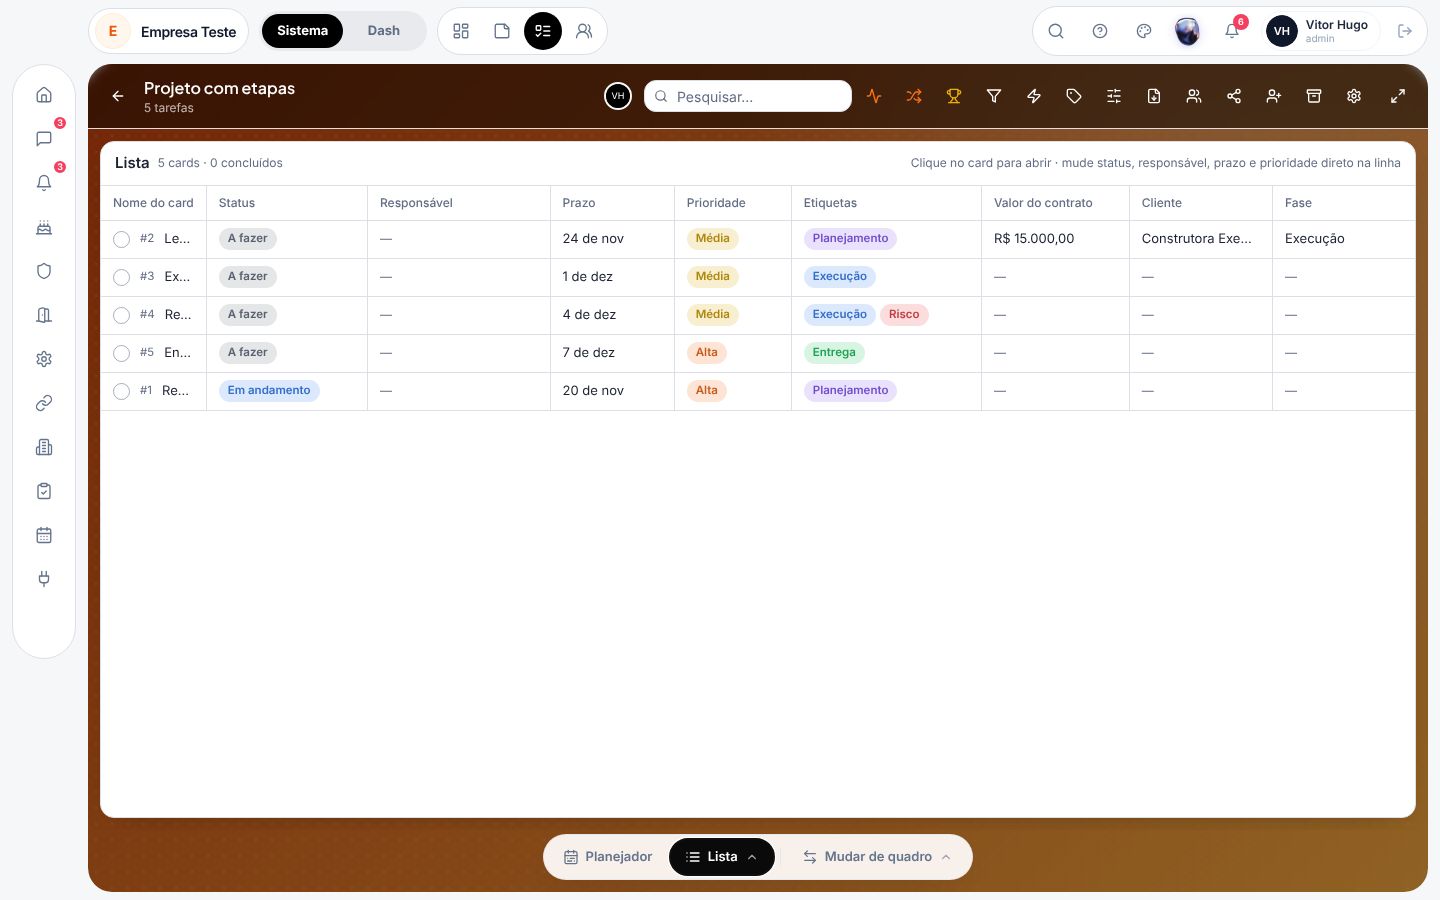 E Empresa Teste Sistema Dash 6 VH Vitor Hugo
admin
Projeto com etapas
5 tarefas
VH Pesquisar...
3
3
Lista 5 cards · 0 concluídos Clique no card para abrir · mude status, responsável, prazo e prioridade direto na linha
Nome do card Status Responsável Prazo Prioridade Etiquetas Valor do contrato Cliente Fase
#2 Le... A fazer — 24 de nov Média Planejamento R$ 15.000,00 Construtora Exe... Execução
#3 Ex... A fazer — 1 de dez Média Execução — — —
#4 Re... A fazer — 4 de dez Média Execução Risco — — —
#5 En... A fazer — 7 de dez Alta Entrega — — —
#1 Re... Em andamento — 20 de nov Alta Planejamento — — —
Planejador Lista Mudar de quadro